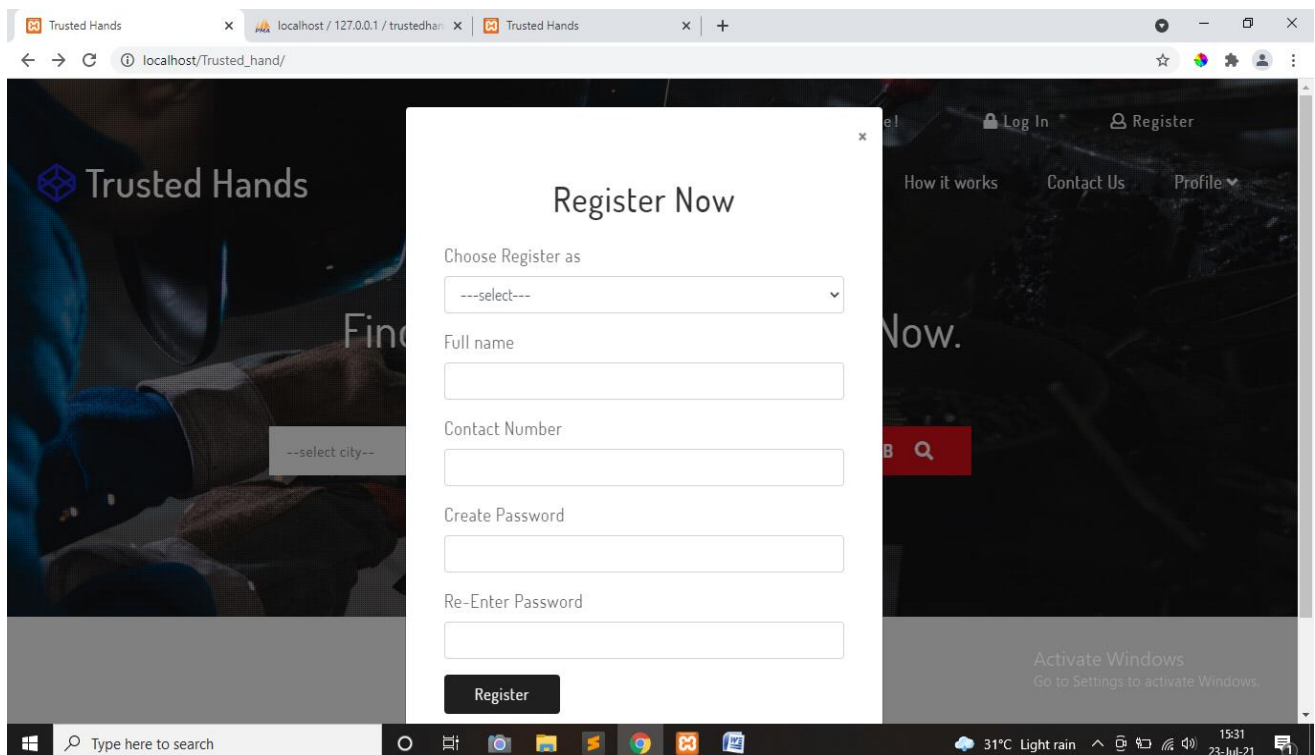 Trusted Hands
localhost / 127.0.0.1 / trustedhan
Trusted Hands
localhost/Trusted_hand/
e!
Log In
Register
Trusted Hands
How it works
Contact Us
Profile
×
Register Now
Choose Register as
---select---
Find
Now.
Full name
Contact Number
--select city--
B
Create Password
Re-Enter Password
Register
Activate Windows
Go to Settings to activate Windows.
Type here to search
31°C Light rain
15:31
23-Jul-21